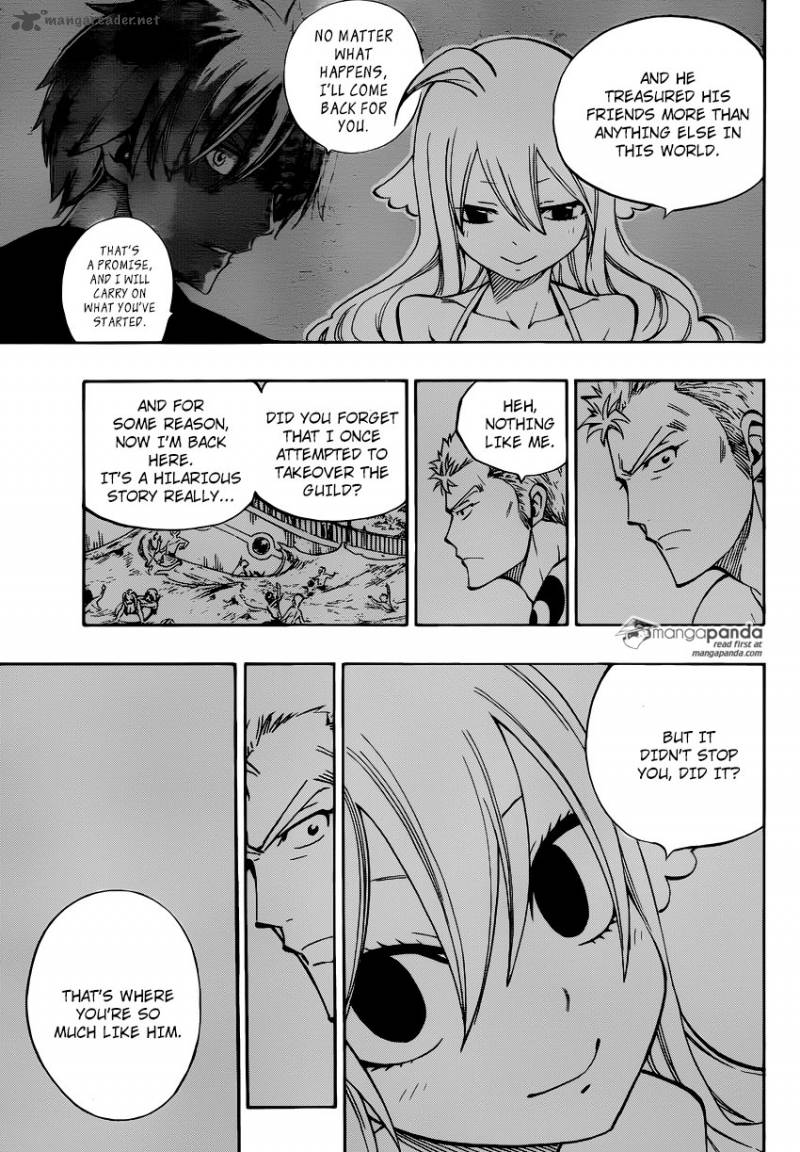 mangareader.net
AND HE
TREASURED HIS
FRIENDS MORE THAN
ANYTHING ELSE IN
THIS WORLD.
NO MATTER
WHAT
HAPPENS,
I'LL COME
BACK FOR
YOU.
THAT'S
A PROMISE,
AND I WILL
CARRY ON
WHAT YOU'VE
STARTED.
HEH,
NOTHING
LIKE ME.
DID YOU FORGET
THAT I ONCE
ATTEMPTED TO
TAKEOVER THE
GUILD?
AND FOR
SOME REASON,
NOW I'M BACK
HERE.
IT'S A HILARIOUS
STORY REALLY...
mangapanda
read first at
mangapanda.com
BUT IT
DIDN'T STOP
YOU, DID IT?
THAT'S WHERE
YOU'RE SO
MUCH LIKE HIM.